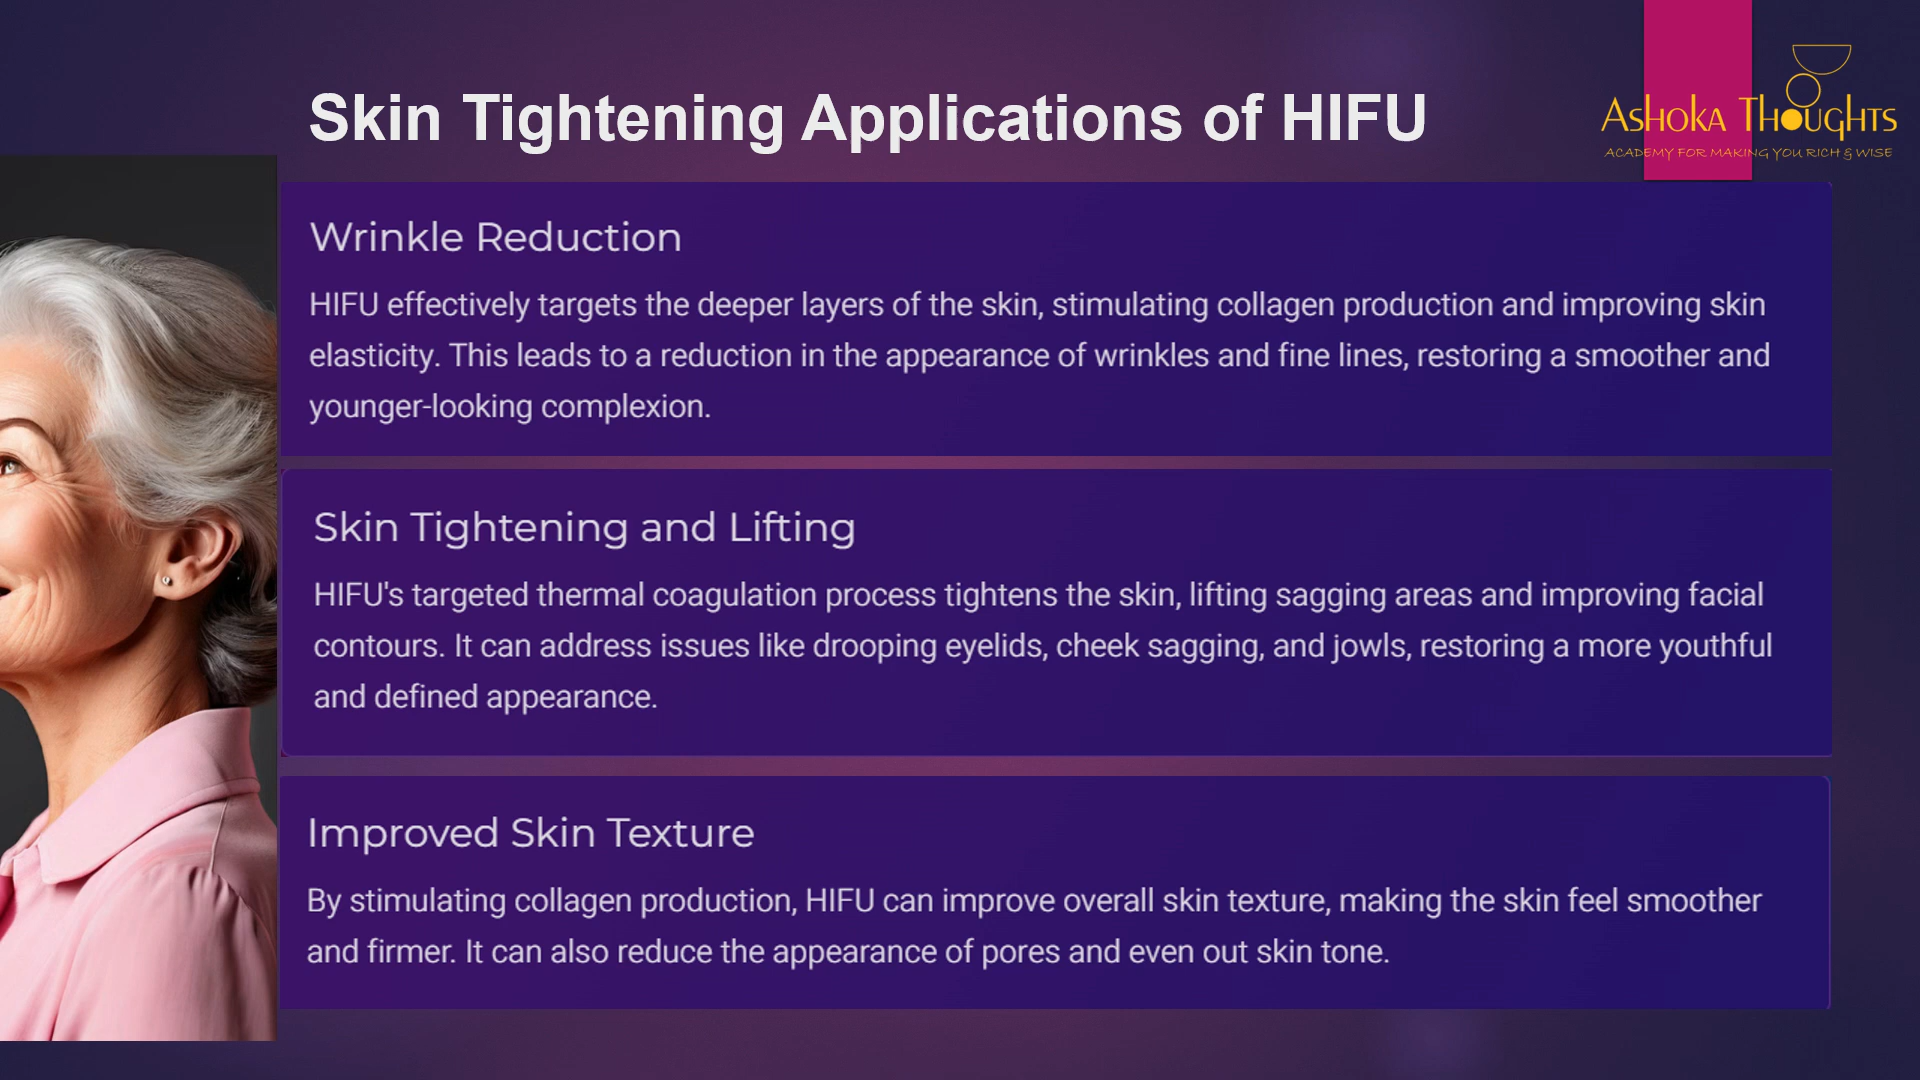 Skin Tightening Applications of HIFU
ASHOKA THOUGHTS
ACADEMY FOR MAKING YOU RICH & WISE
Wrinkle Reduction
HIFU effectively targets the deeper layers of the skin, stimulating collagen production and improving skin
elasticity. This leads to a reduction in the appearance of wrinkles and fine lines, restoring a smoother and
younger-looking complexion.
Skin Tightening and Lifting
HIFU's targeted thermal coagulation process tightens the skin, lifting sagging areas and improving facial
contours. It can address issues like drooping eyelids, cheek sagging, and jowls, restoring a more youthful
and defined appearance.
Improved Skin Texture
By stimulating collagen production, HIFU can improve overall skin texture, making the skin feel smoother
and firmer. It can also reduce the appearance of pores and even out skin tone.